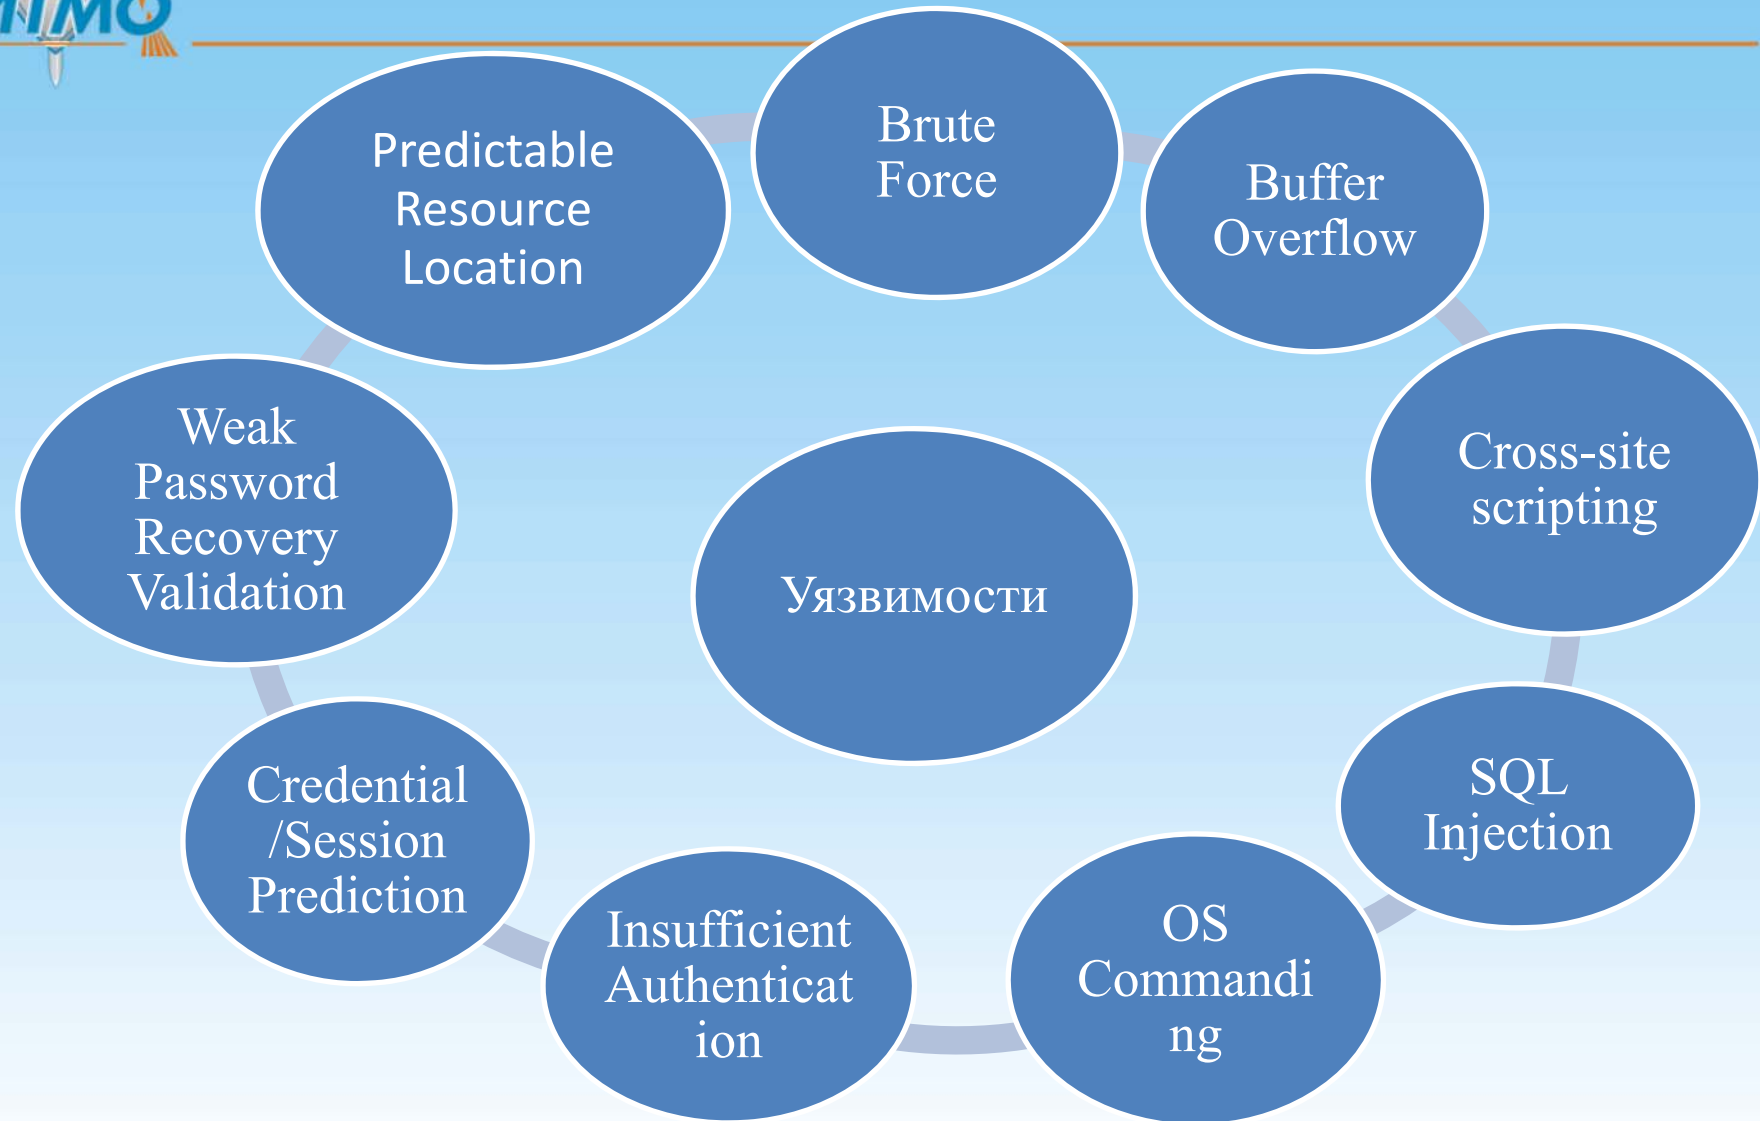 Predictable
Resource
Location
Brute
Force
Buffer
Overflow
Cross-site
scripting
SQL
Injection
OS
Commandi
ng
Insufficient
Authenticat
ion
Credential
/Session
Prediction
Weak
Password
Recovery
Validation
Уязвимости